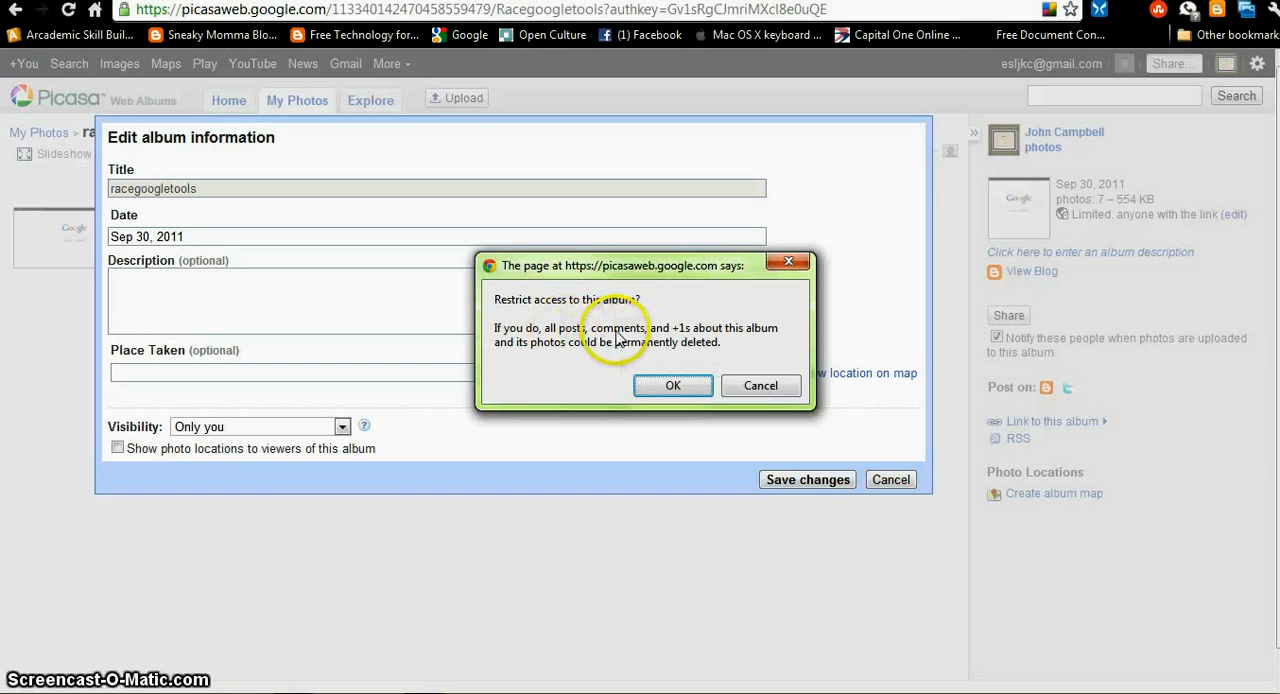 https://picasaweb.google.com/113340142470458559479/Racegoogletools?authkey=Gv1sRgCJmriMXcl8e0uQE
Arcademic Skill Buil... Sneaky Momma Blo... Free Technology for... Google Open Culture (1) Facebook Mac OS X keyboard ... Capital One Online ... Free Document Con... Other bookmark
+You Search Images Maps Play YouTube News Gmail More esljkc@gmail.com 0 Share...
Picasa™ Web Albums Home My Photos Explore Upload Search
My Photos > ra
Slideshow
Google
Edit album information
Title
racegoogletools
Date
Sep 30, 2011
Description (optional)
Place Taken (optional)
w location on map
Visibility: Only you ?
Show photo locations to viewers of this album
Save changes Cancel
The page at https://picasaweb.google.com says:
Restrict access to this album?
If you do, all posts, comments, and +1s about this album
and its photos could be permanently deleted.
OK Cancel
»
John Campbell
photos
Google
Sep 30, 2011
photos: 7 – 554 KB
Limited, anyone with the link (edit)
Click here to enter an album description
View Blog
Share
Notify these people when photos are uploaded
to this album.
Post on:
Link to this album
RSS
Photo Locations
Create album map
Screencast-O-Matic.com